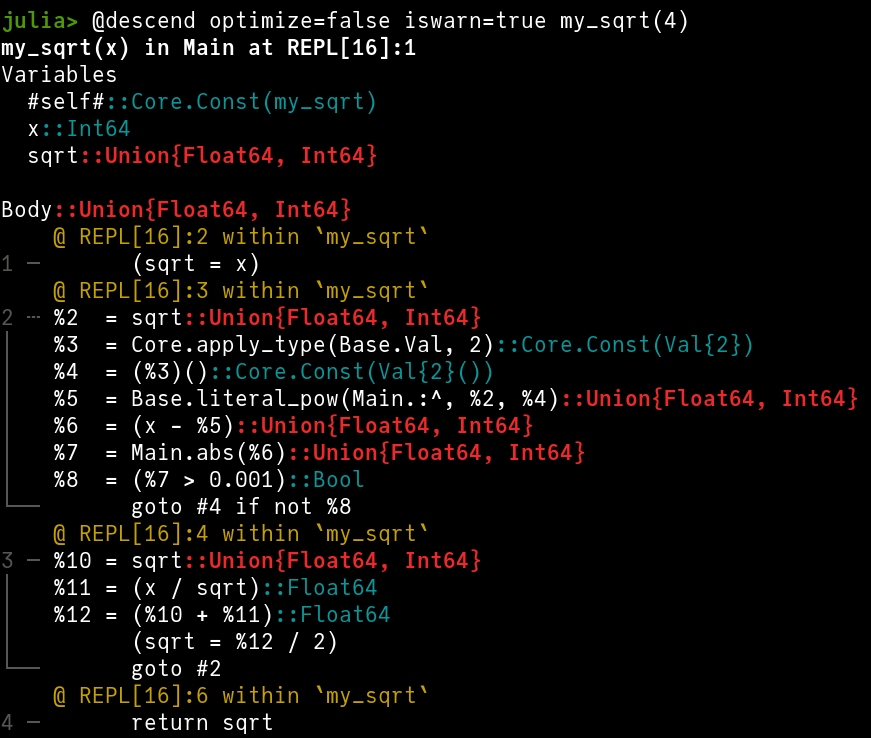 julia> @descend optimize=false iswarn=true my_sqrt(4)
my_sqrt(x) in Main at REPL[16]:1
Variables
  #self#::Core.Const(my_sqrt)
  x::Int64
  sqrt::Union{Float64, Int64}

Body::Union{Float64, Int64}
    @ REPL[16]:2 within `my_sqrt`
1 ─       (sqrt = x)
    @ REPL[16]:3 within `my_sqrt`
2 ┄ %2  = sqrt::Union{Float64, Int64}
│   %3  = Core.apply_type(Base.Val, 2)::Core.Const(Val{2})
│   %4  = (%3)()::Core.Const(Val{2}())
│   %5  = Base.literal_pow(Main.:^, %2, %4)::Union{Float64, Int64}
│   %6  = (x - %5)::Union{Float64, Int64}
│   %7  = Main.abs(%6)::Union{Float64, Int64}
│   %8  = (%7 > 0.001)::Bool
└──       goto #4 if not %8
    @ REPL[16]:4 within `my_sqrt`
3 ─ %10 = sqrt::Union{Float64, Int64}
│   %11 = (x / sqrt)::Float64
│   %12 = (%10 + %11)::Float64
│         (sqrt = %12 / 2)
└──       goto #2
    @ REPL[16]:6 within `my_sqrt`
4 ─       return sqrt